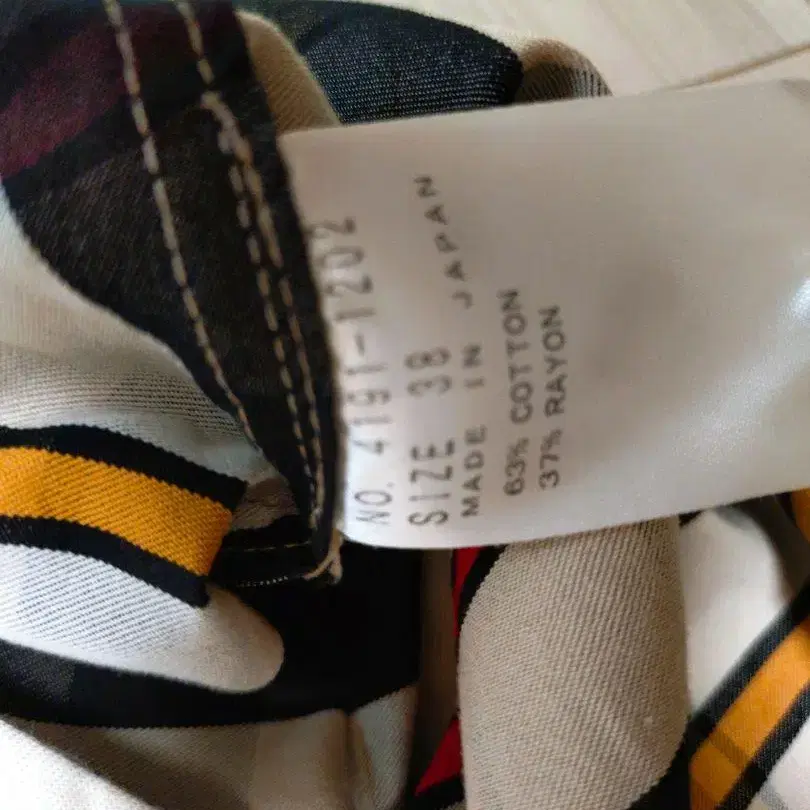 NO. 4191-1202
SIZE 38
MADE IN JAPAN
63% COTTON
37% RAYON